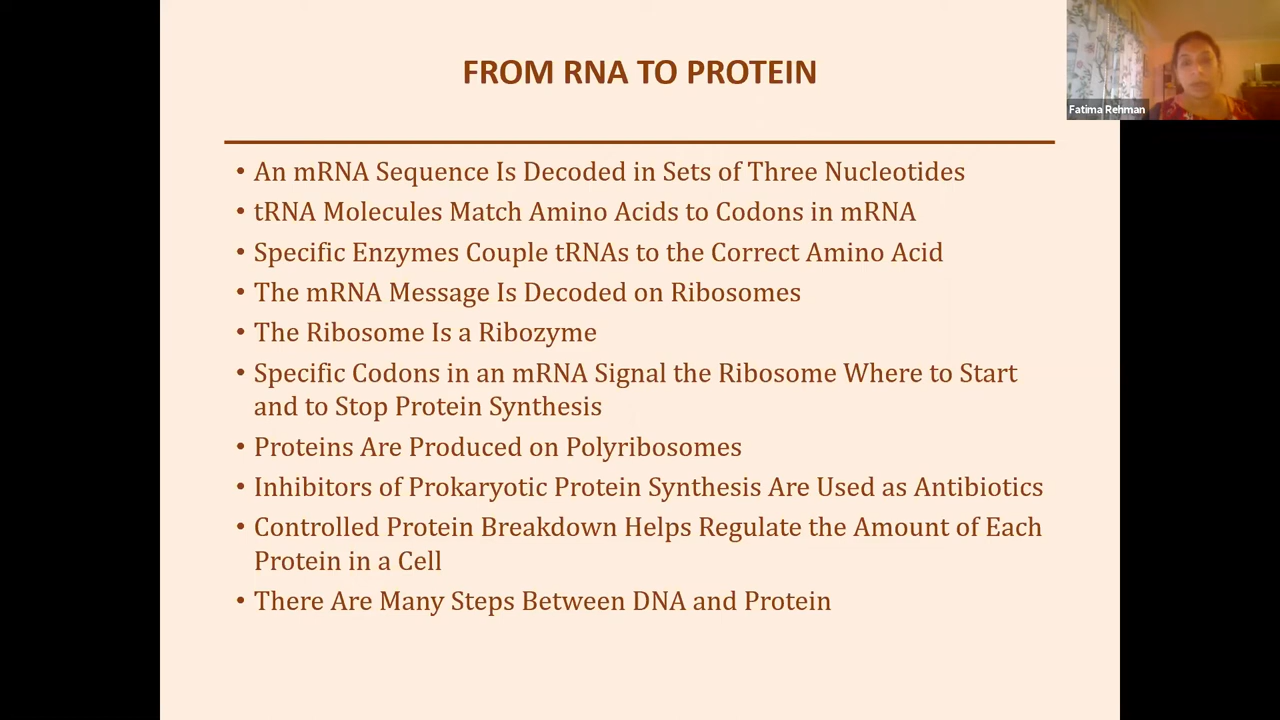 FROM RNA TO PROTEIN
Fatima Rehman
• An mRNA Sequence Is Decoded in Sets of Three Nucleotides
• tRNA Molecules Match Amino Acids to Codons in mRNA
• Specific Enzymes Couple tRNAs to the Correct Amino Acid
• The mRNA Message Is Decoded on Ribosomes
• The Ribosome Is a Ribozyme
• Specific Codons in an mRNA Signal the Ribosome Where to Start
and to Stop Protein Synthesis
• Proteins Are Produced on Polyribosomes
• Inhibitors of Prokaryotic Protein Synthesis Are Used as Antibiotics
• Controlled Protein Breakdown Helps Regulate the Amount of Each
Protein in a Cell
• There Are Many Steps Between DNA and Protein